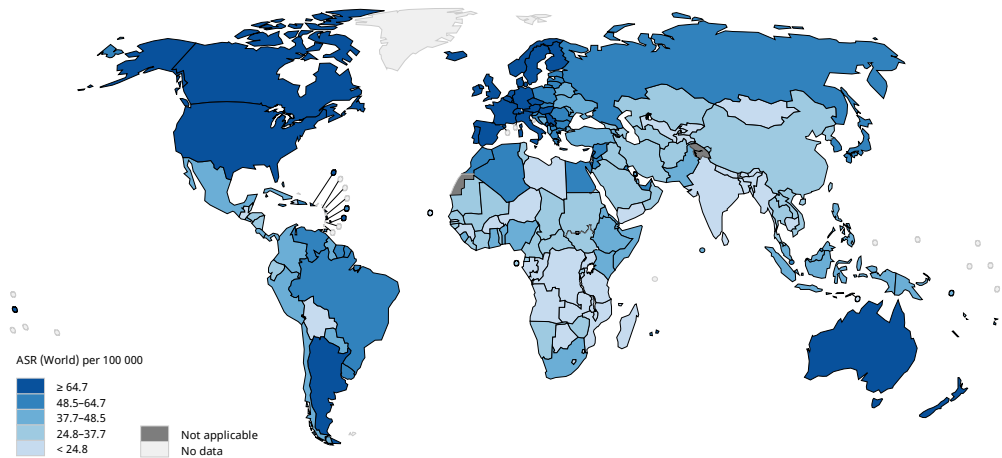 ASR (World) per 100 000
≥ 64.7
48.5–64.7
37.7–48.5
24.8–37.7
< 24.8
Not applicable
No data